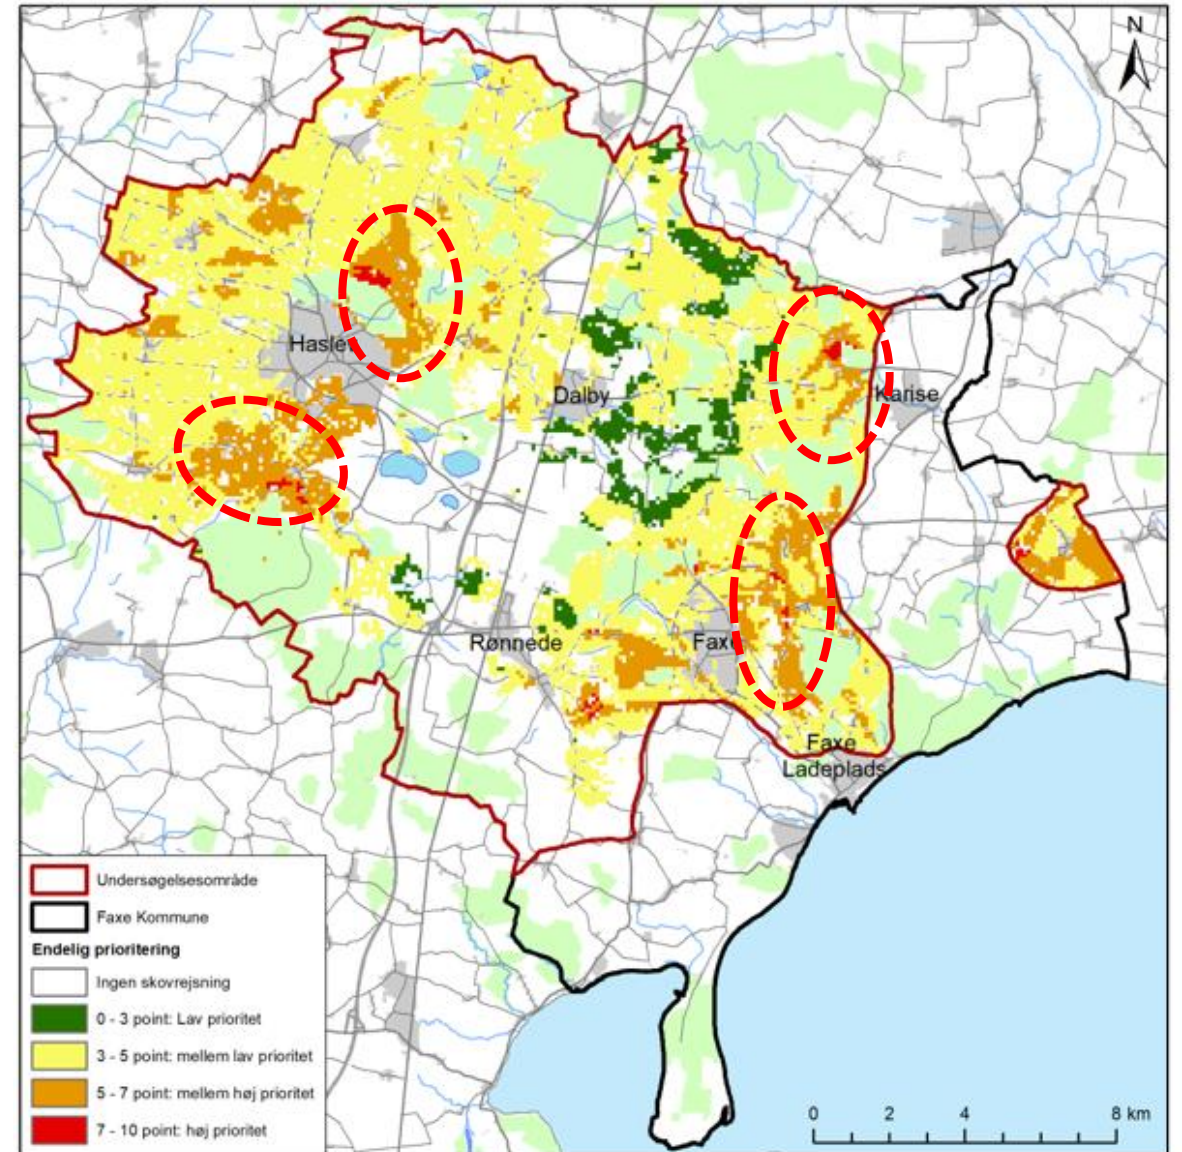 N
Hasle
Dalby
Karise
Rønnede
Faxe
Faxe
Ladeplads
Undersøgelsesområde
Faxe Kommune
Endelig prioritering
Ingen skovrejsning
0 - 3 point: Lav prioritet
3 - 5 point: mellem lav prioritet
5 - 7 point: mellem høj prioritet
7 - 10 point: høj prioritet
0 2 4 8 km